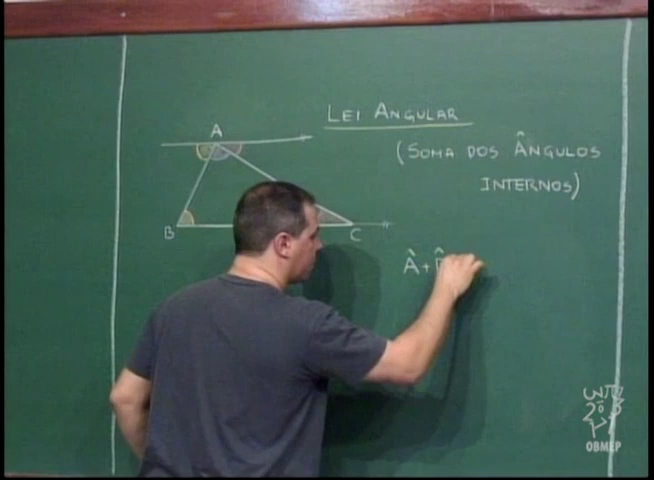 LEI ANGULAR
A
(SOMA DOS ÂNGULOS
INTERNOS)
B
C
Â +
OBMEP